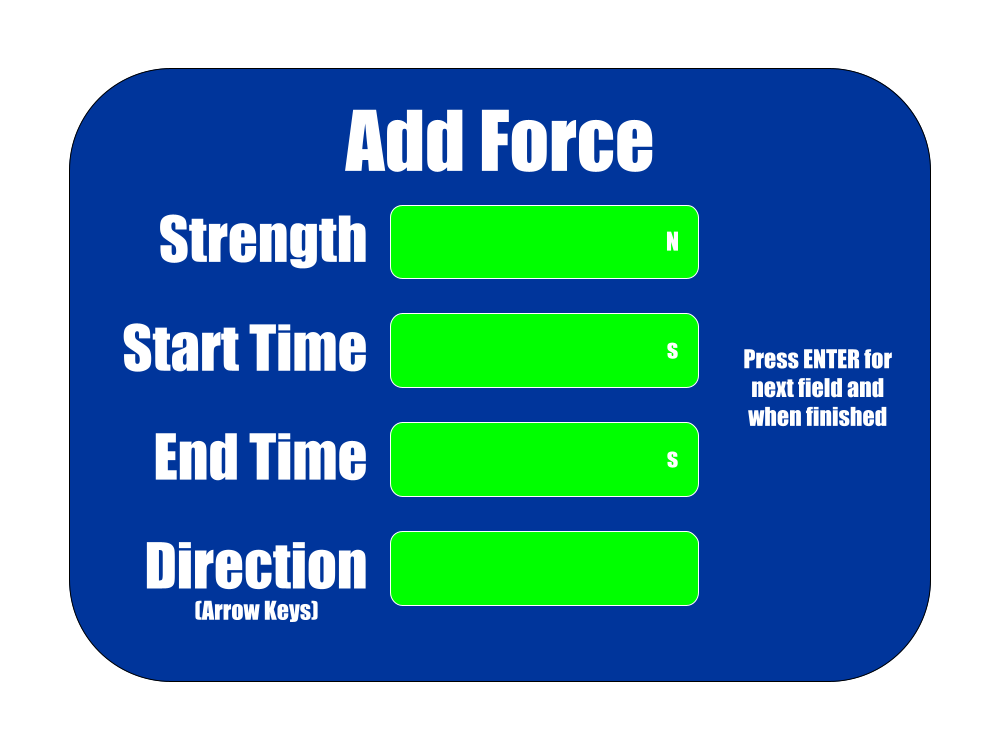 Add Force
Strength
N
Start Time
s
End Time
s
Direction
(Arrow Keys)
Press ENTER for
next field and
when finished